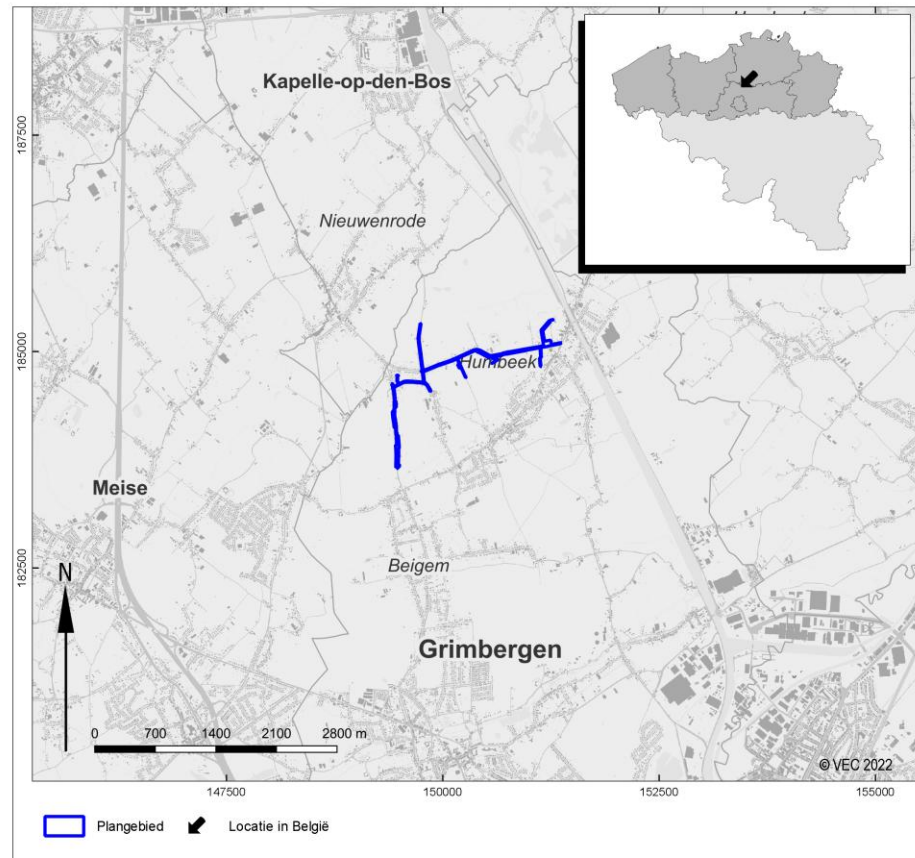 Kapelle-op-den-Bos
187500
Nieuwenrode
185000
Humbeek
Meise
182500
Beigem
N
Grimbergen
0 700 1400 2100 2800 m
© VEC 2022
147500 150000 152500 155000
Plangebied Locatie in België